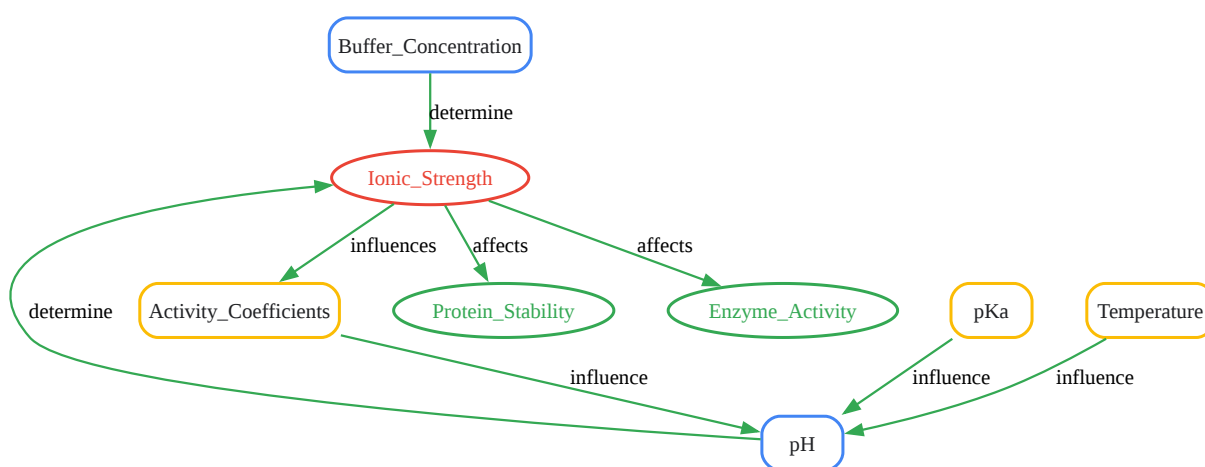 Buffer_Concentration
determine
Ionic_Strength
influences
affects
affects
determine
Activity_Coefficients
Protein_Stability
Enzyme_Activity
pKa
Temperature
influence
influence
influence
pH